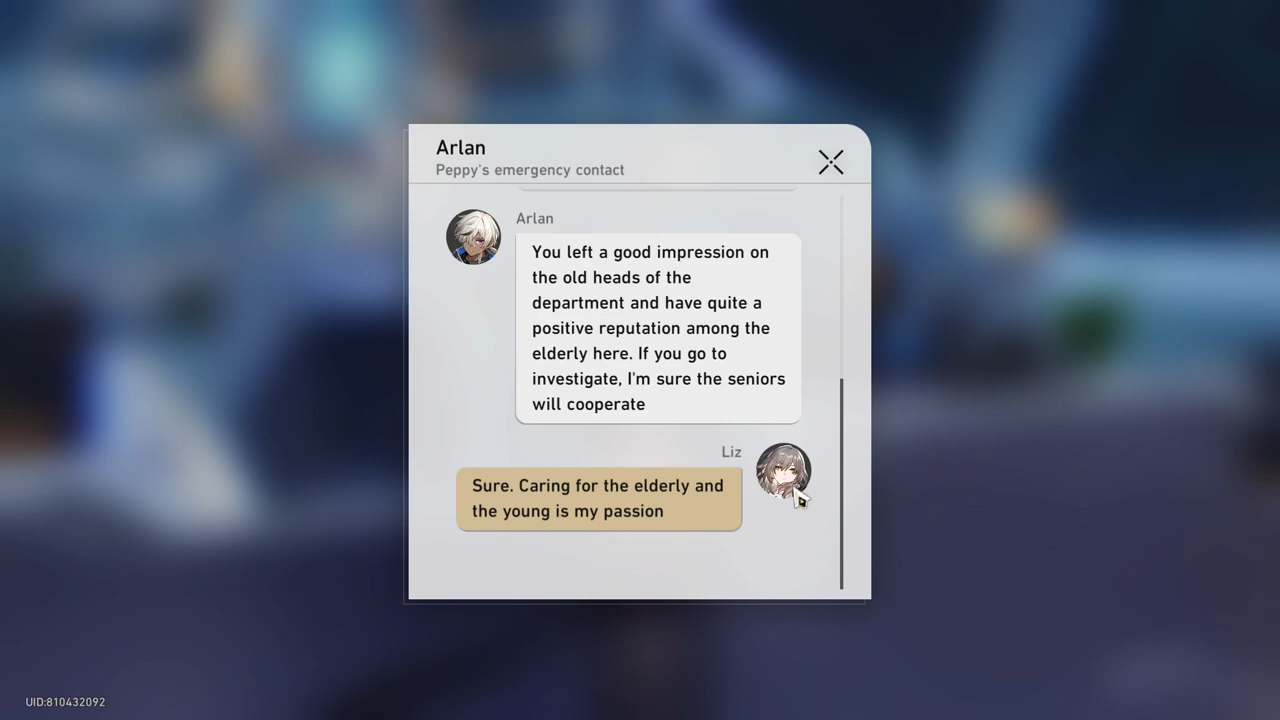 Arlan
Peppy's emergency contact
Arlan
You left a good impression on
the old heads of the
department and have quite a
positive reputation among the
elderly here. If you go to
investigate, I'm sure the seniors
will cooperate
Liz
Sure. Caring for the elderly and
the young is my passion
UID:810432092